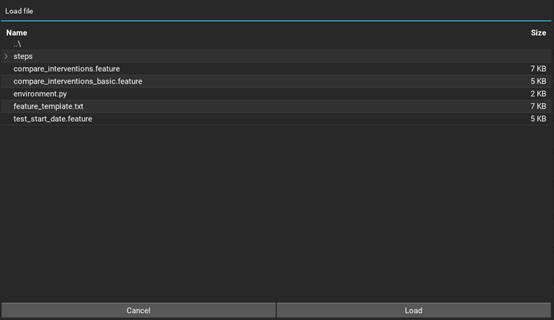 Load file
Name Size
..\
steps
compare_interventions.feature 7 KB
compare_interventions_basic.feature 5 KB
environment.py 2 KB
feature_template.txt 7 KB
test_start_date.feature 5 KB
Cancel Load